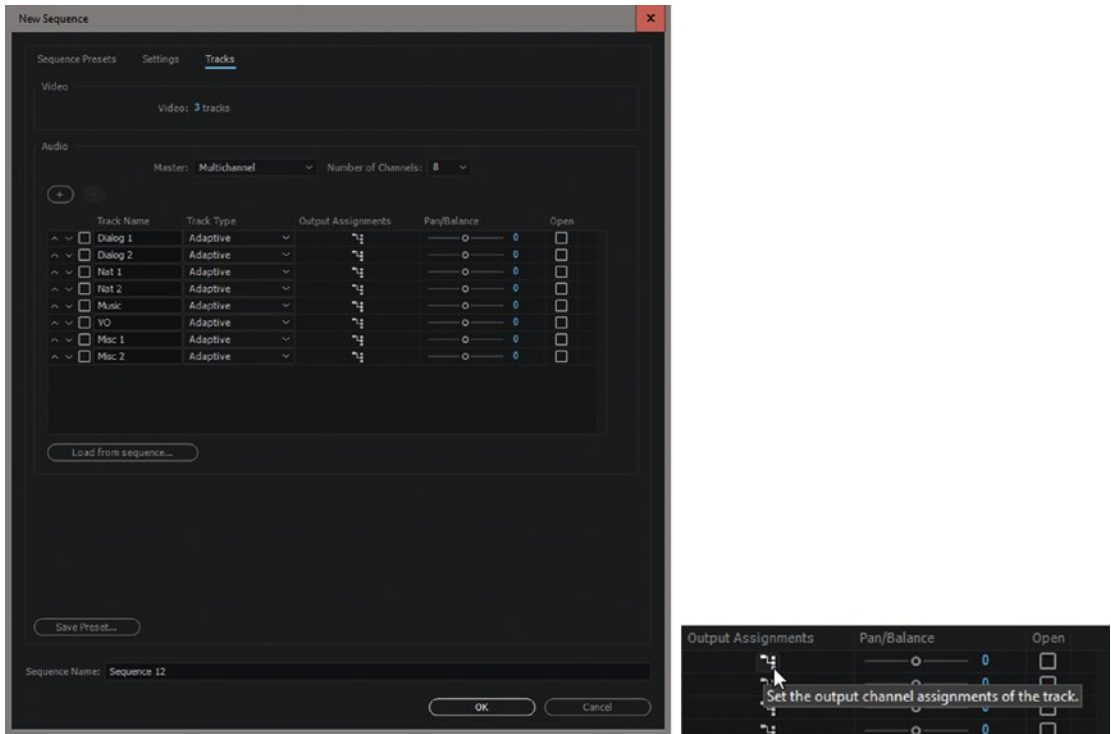 New Sequence
x
Sequence Presets Settings Tracks
Video
Video: 3 tracks
Audio
Master: Multichannel Number of Channels: 8
+ -
Track Name Track Type Output Assignments Pan/Balance Open
Dialog 1 Adaptive 0
Dialog 2 Adaptive 0
Nat 1 Adaptive 0
Nat 2 Adaptive 0
Music Adaptive 0
VO Adaptive 0
Misc 1 Adaptive 0
Misc 2 Adaptive 0
Load from sequence...
Save Preset...
Sequence Name: Sequence 12
OK Cancel
Output Assignments Pan/Balance Open
0
Set the output channel assignments of the track.
0